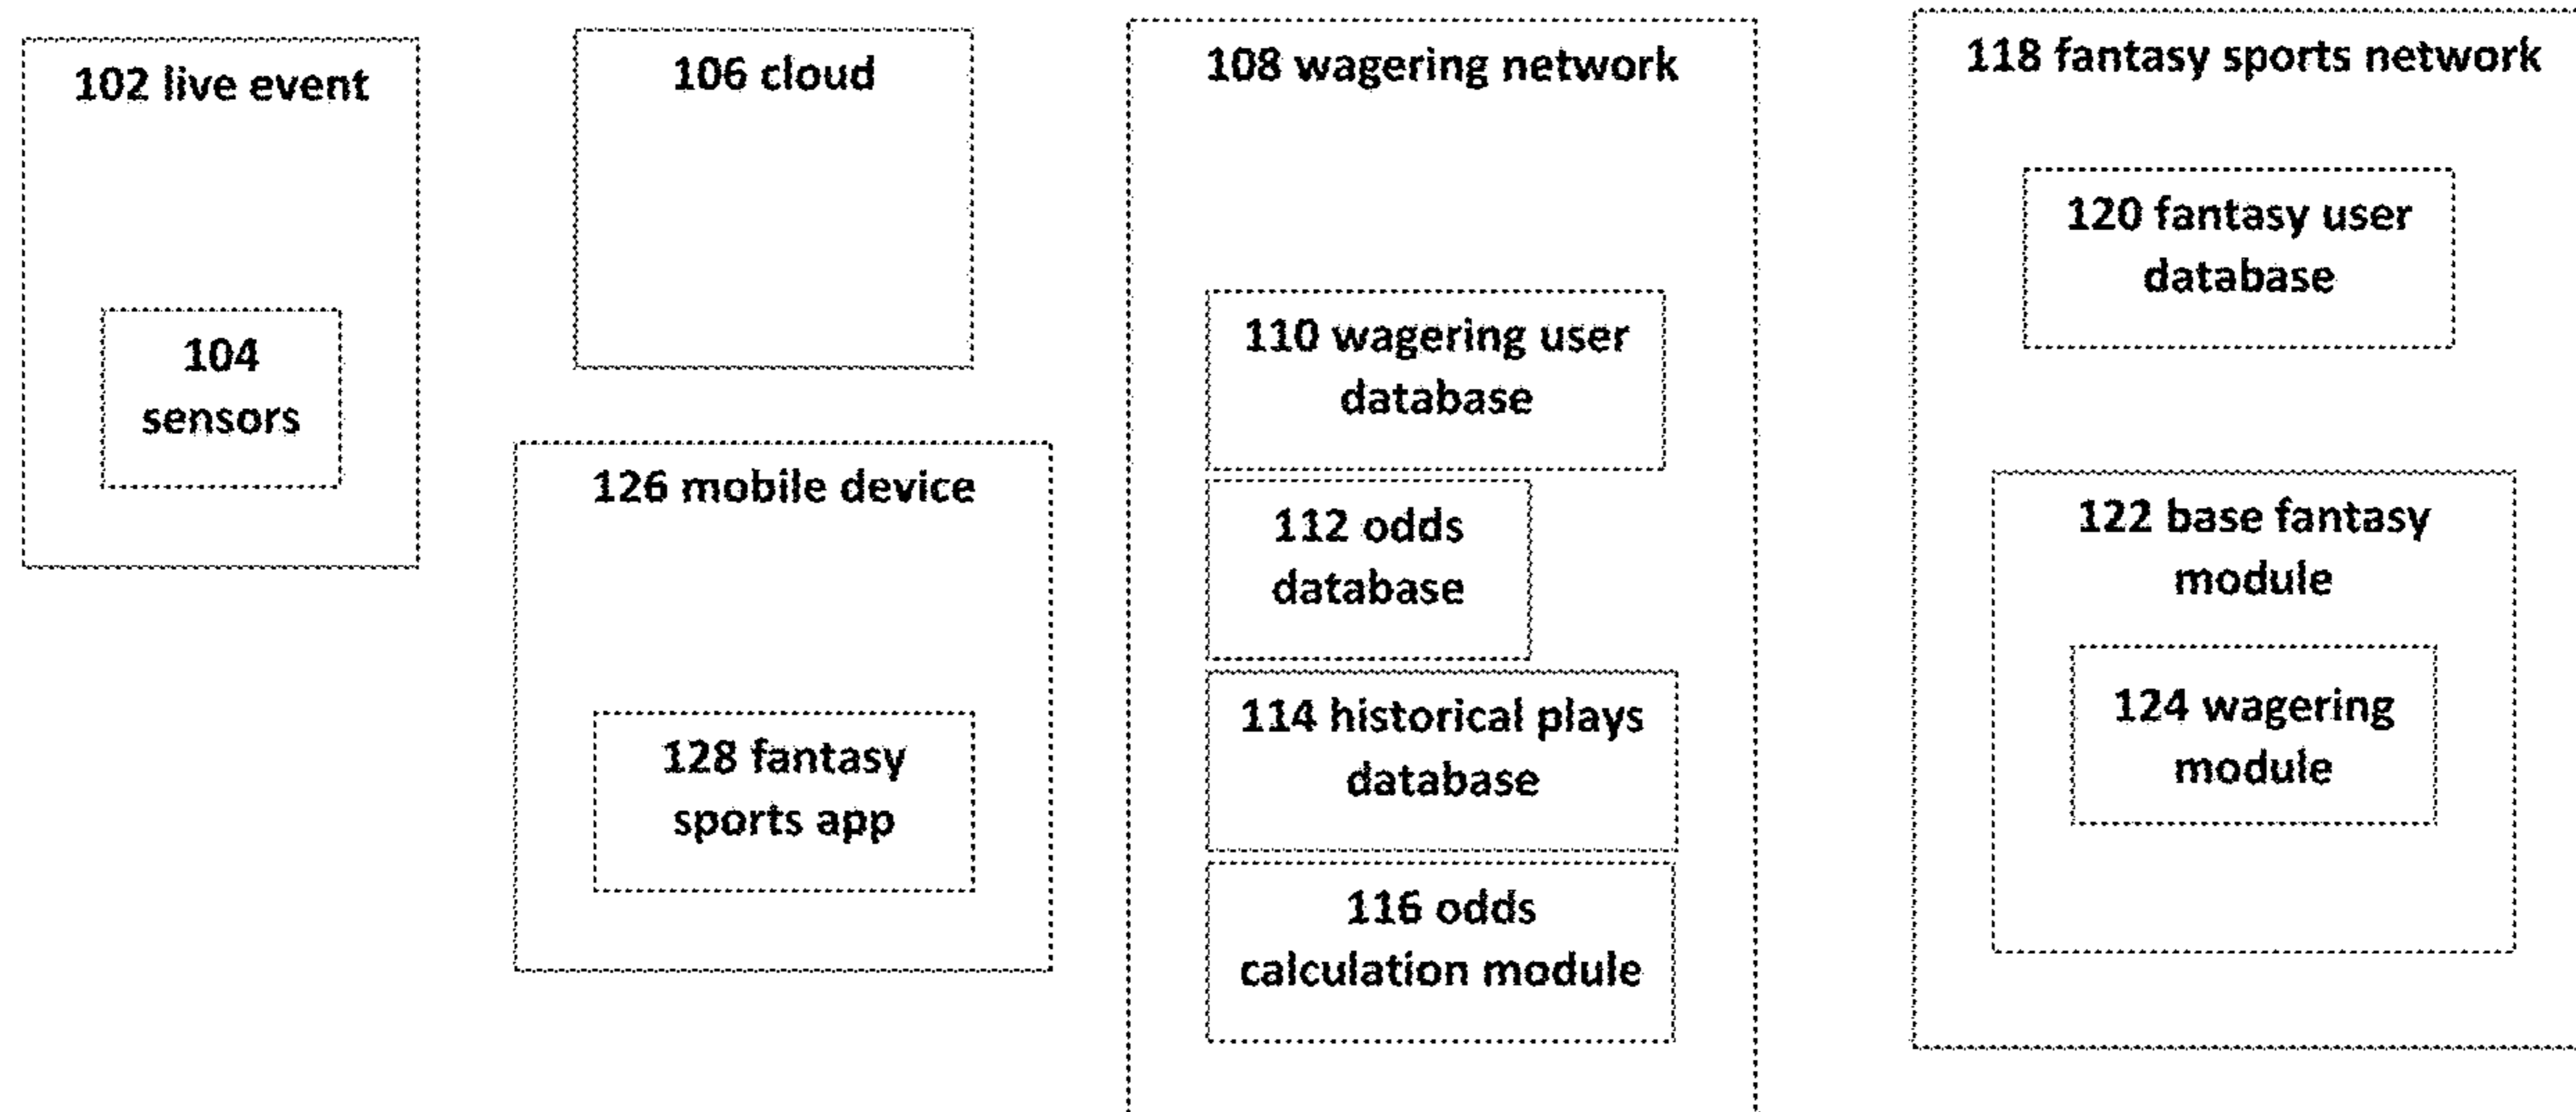 102 live event
104
sensors
106 cloud
126 mobile device
128 fantasy
sports app
108 wagering network
110 wagering user
database
112 odds
database
114 historical plays
database
116 odds
calculation module
118 fantasy sports network
120 fantasy user
database
122 base fantasy
module
124 wagering
module